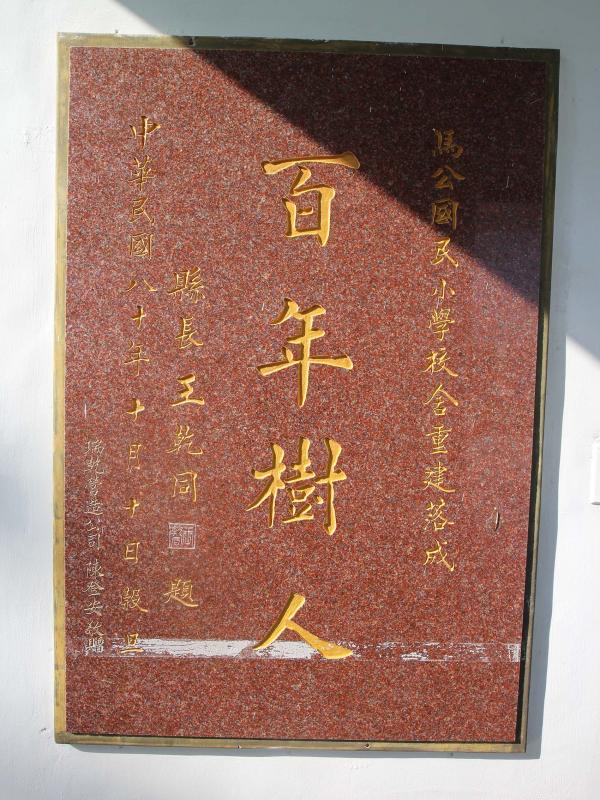 馬公國民小學校舍重建落成
百年樹人
縣長王乾同題
中華民國八十年十月十日穀旦
瑞乾營造公司 陳登安敬贈